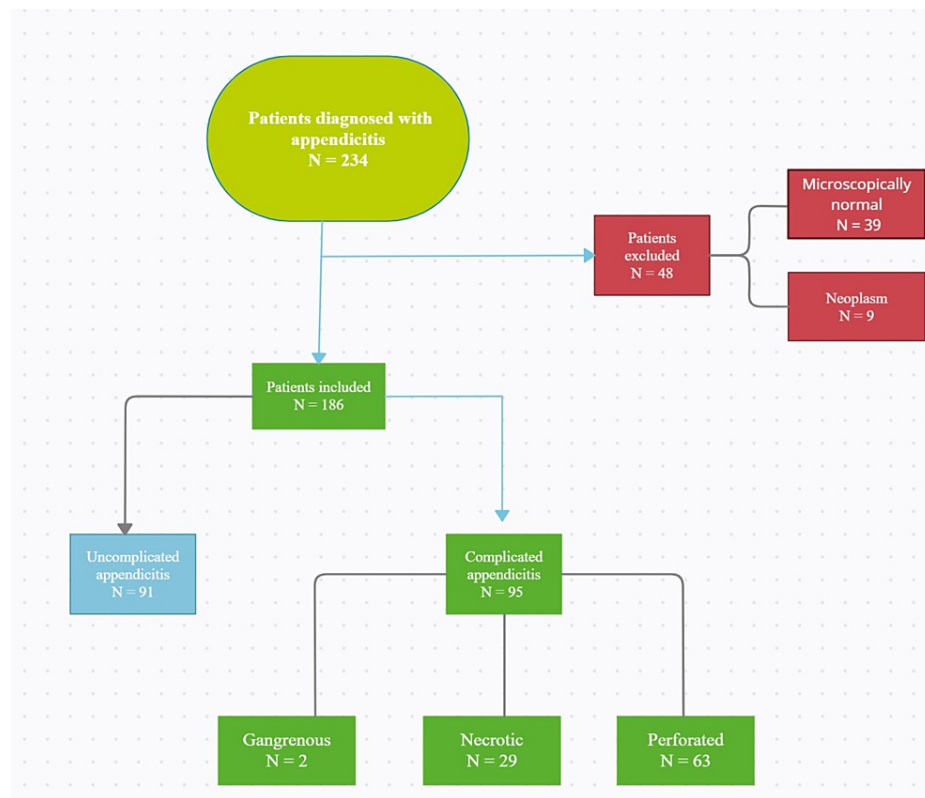 Patients diagnosed with
appendicitis
N = 234
Microscopically
normal
N = 39
Patients
excluded
N = 48
Neoplasm
N = 9
Patients included
N = 186
Uncomplicated
appendicitis
N = 91
Complicated
appendicitis
N = 95
Gangrenous
N = 2
Necrotic
N = 29
Perforated
N = 63